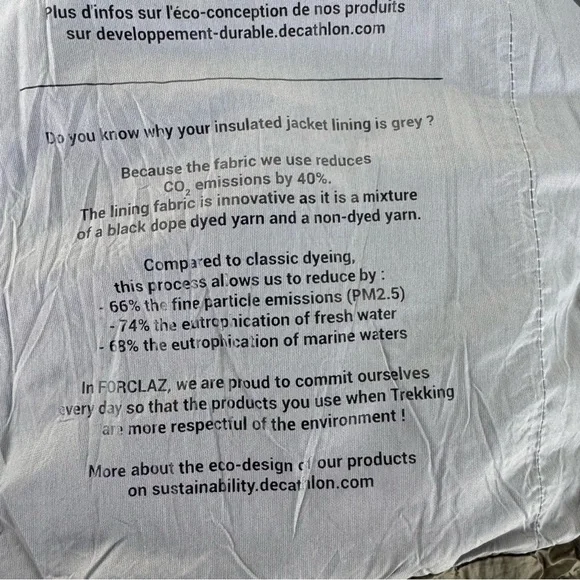 Plus d'infos sur l'éco-conception de nos produits
sur developpement-durable.decathlon.com
Do you know why your insulated jacket lining is grey ?
Because the fabric we use reduces
CO₂ emissions by 40%.
The lining fabric is innovative as it is a mixture
of a black dope dyed yarn and a non-dyed yarn.
Compared to classic dyeing,
this process allows us to reduce by :
- 66% the fine particle emissions (PM2.5)
- 74% the eutrophication of fresh water
- 68% the eutrophication of marine waters
In FORCLAZ, we are proud to commit ourselves
every day so that the products you use when Trekking
are more respectful of the environment !
More about the eco-design of our products
on sustainability.decathlon.com